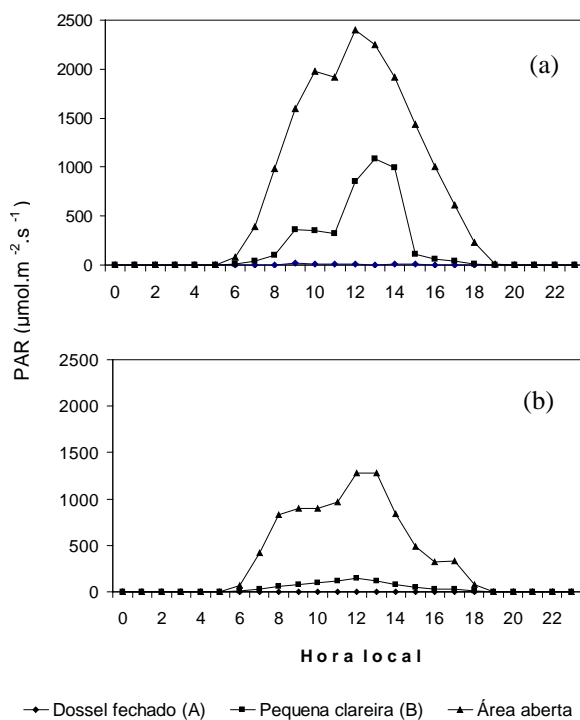 (a)
2500
2000
1500
1000
500
0
0 2 4 6 8 10 12 14 16 18 20 22
PAR (µmol.m⁻².s⁻¹)
(b)
2500
2000
1500
1000
500
0
0 2 4 6 8 10 12 14 16 18 20 22
Hora local
Dossel fechado (A) Pequena clareira (B) Área aberta